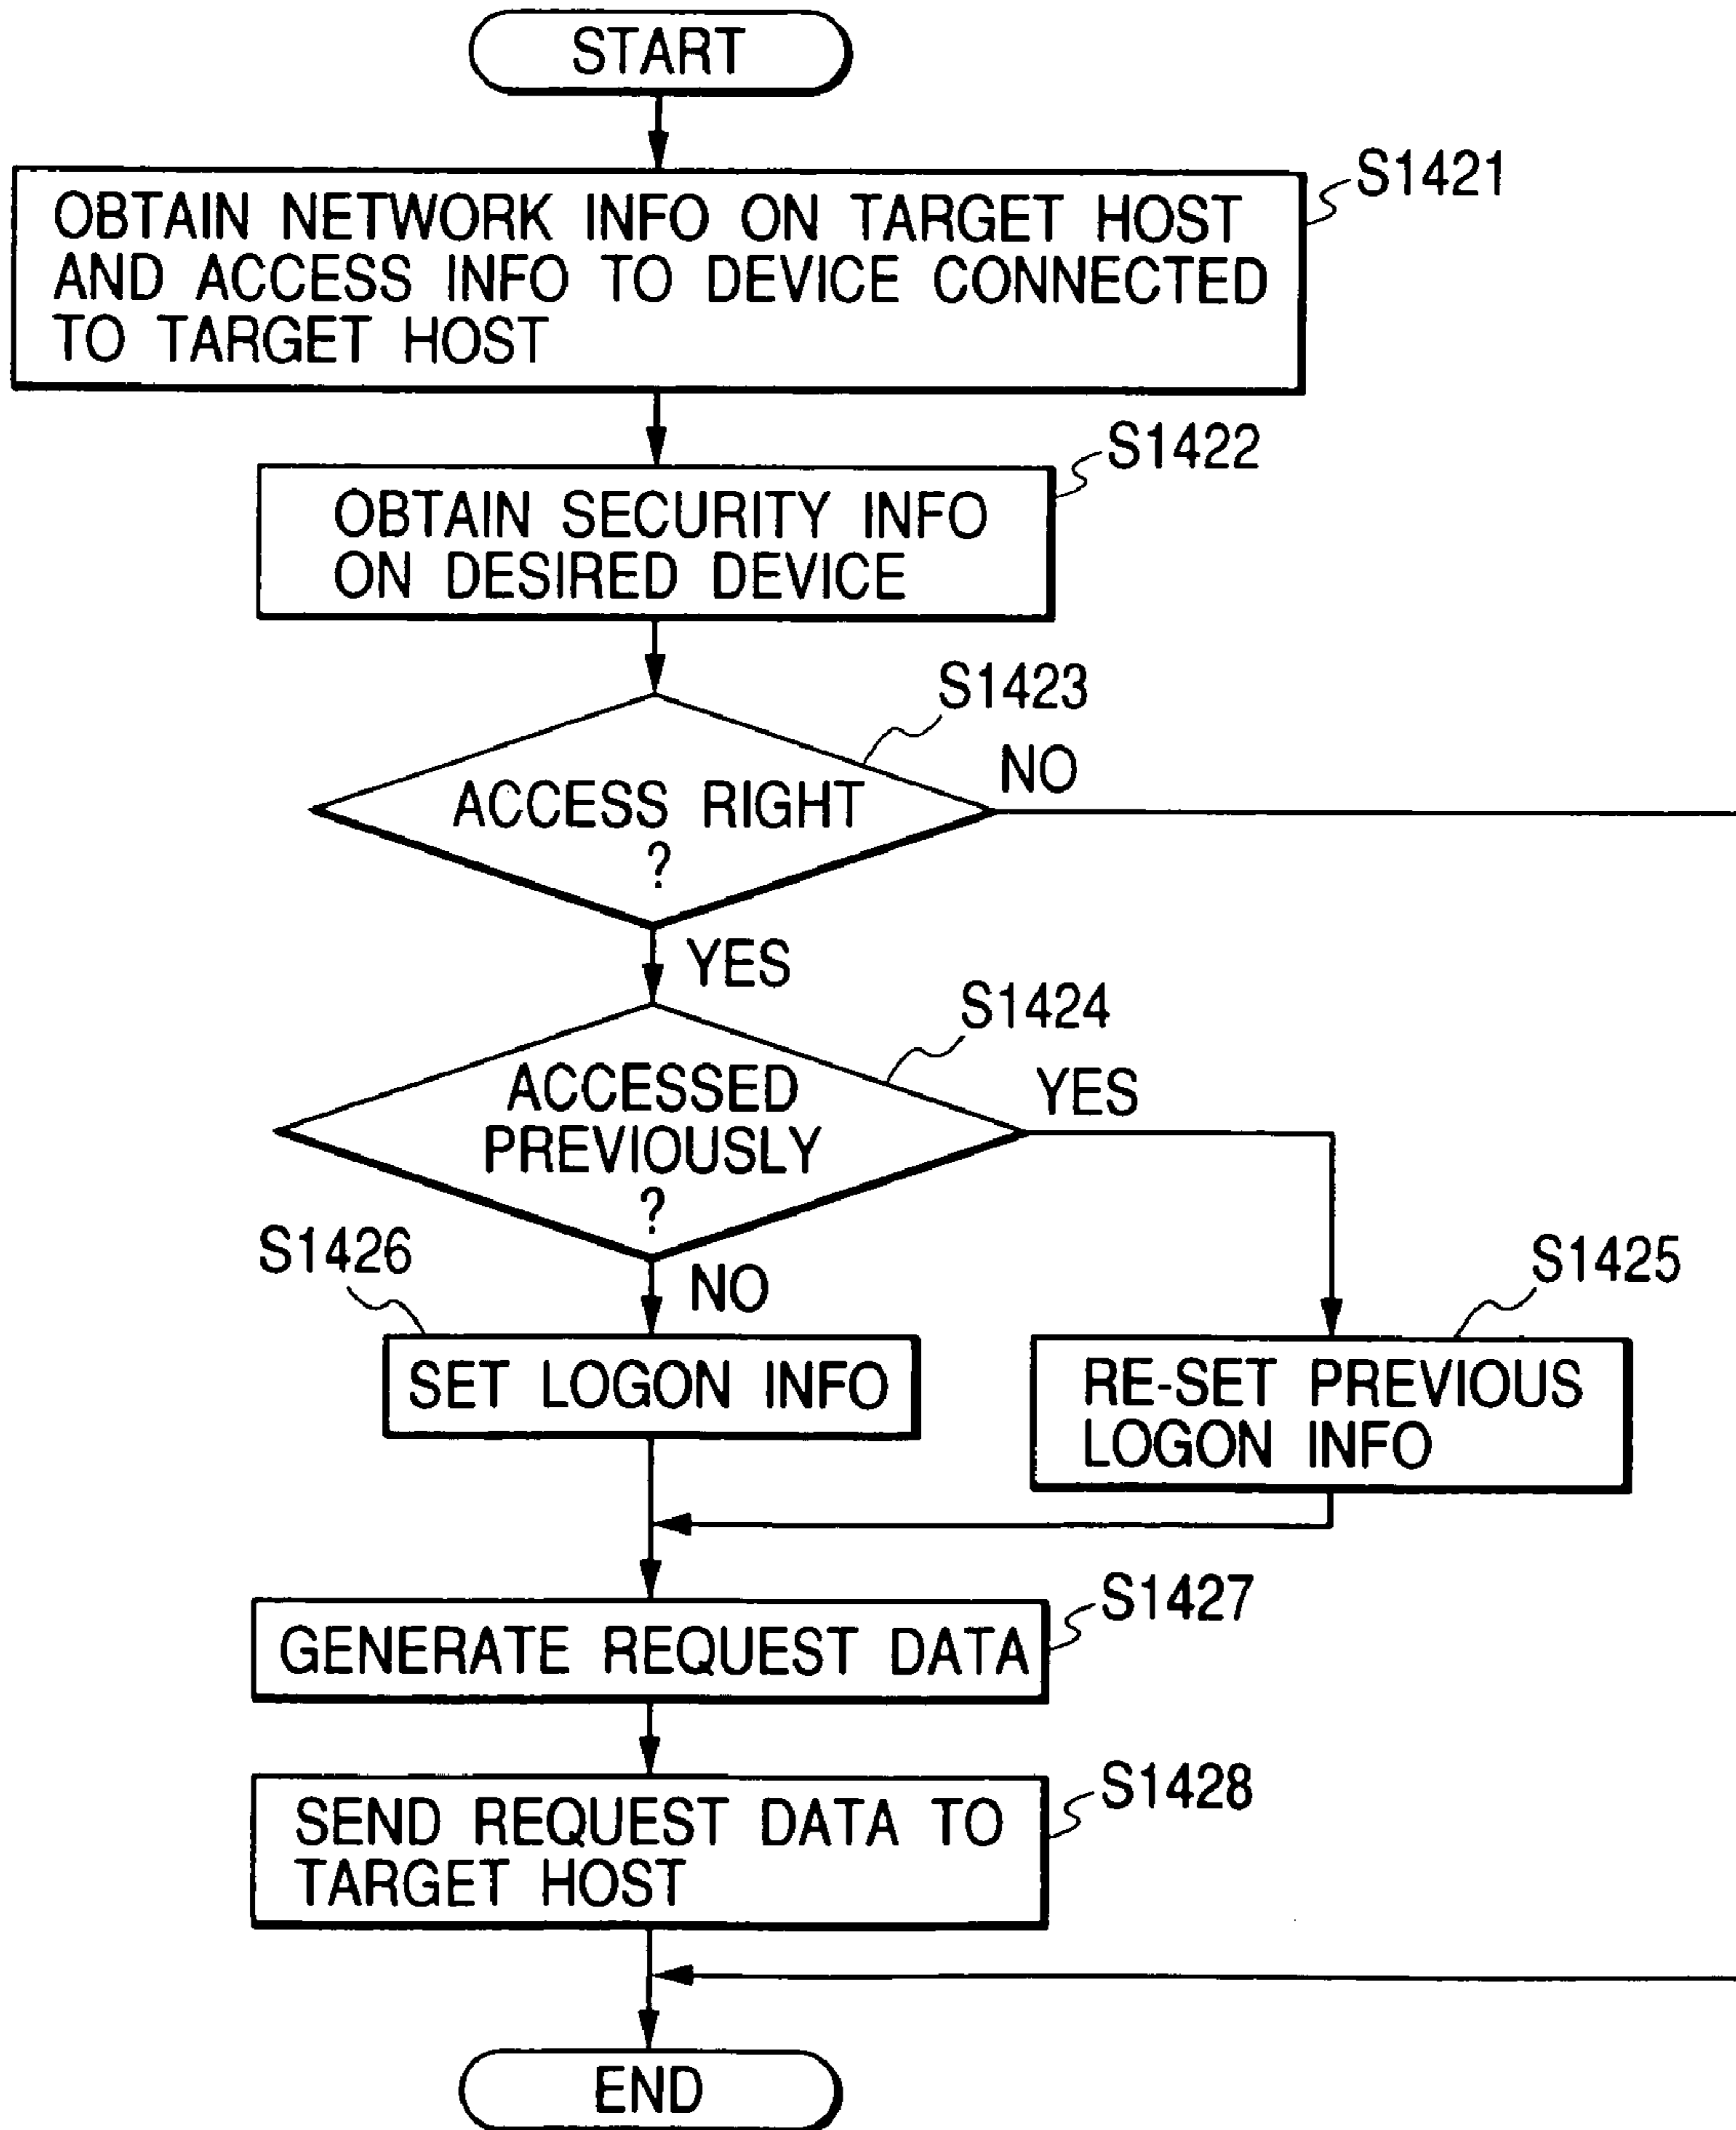 START
S1421
OBTAIN NETWORK INFO ON TARGET HOST
AND ACCESS INFO TO DEVICE CONNECTED
TO TARGET HOST
S1422
OBTAIN SECURITY INFO
ON DESIRED DEVICE
S1423
NO
ACCESS RIGHT
?
YES
S1424
ACCESSED
YES
PREVIOUSLY
?
S1426
NO
S1425
SET LOGON INFO
RE-SET PREVIOUS
LOGON INFO
S1427
GENERATE REQUEST DATA
S1428
SEND REQUEST DATA TO
TARGET HOST
END